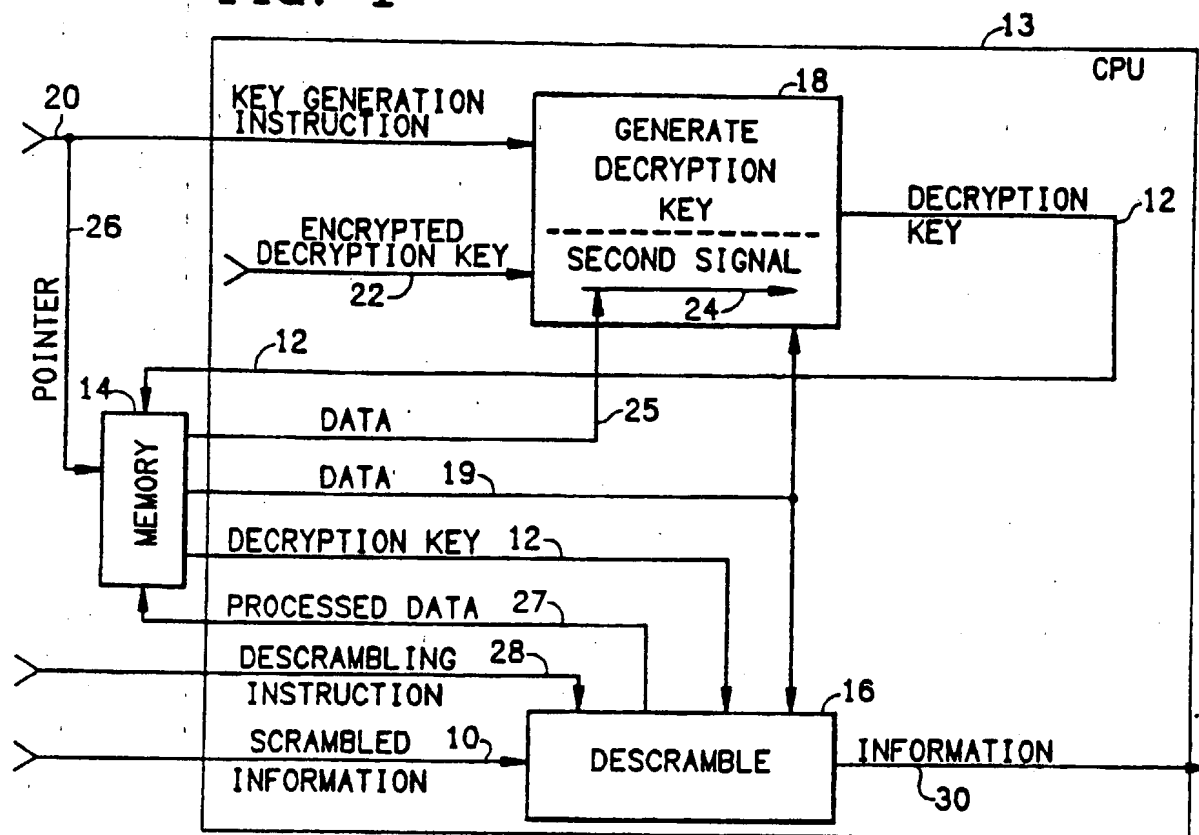 FIG. 1
13
CPU
20
KEY GENERATION
INSTRUCTION
18
GENERATE
DECRYPTION
KEY
SECOND SIGNAL
24
DECRYPTION
KEY
12
26
ENCRYPTED
DECRYPTION KEY
22
POINTER
12
14
MEMORY
DATA
25
DATA
19
DECRYPTION KEY
12
PROCESSED DATA
27
DESCRAMBLING
INSTRUCTION
28
16
SCRAMBLED
INFORMATION
10
DESCRAMBLE
INFORMATION
30